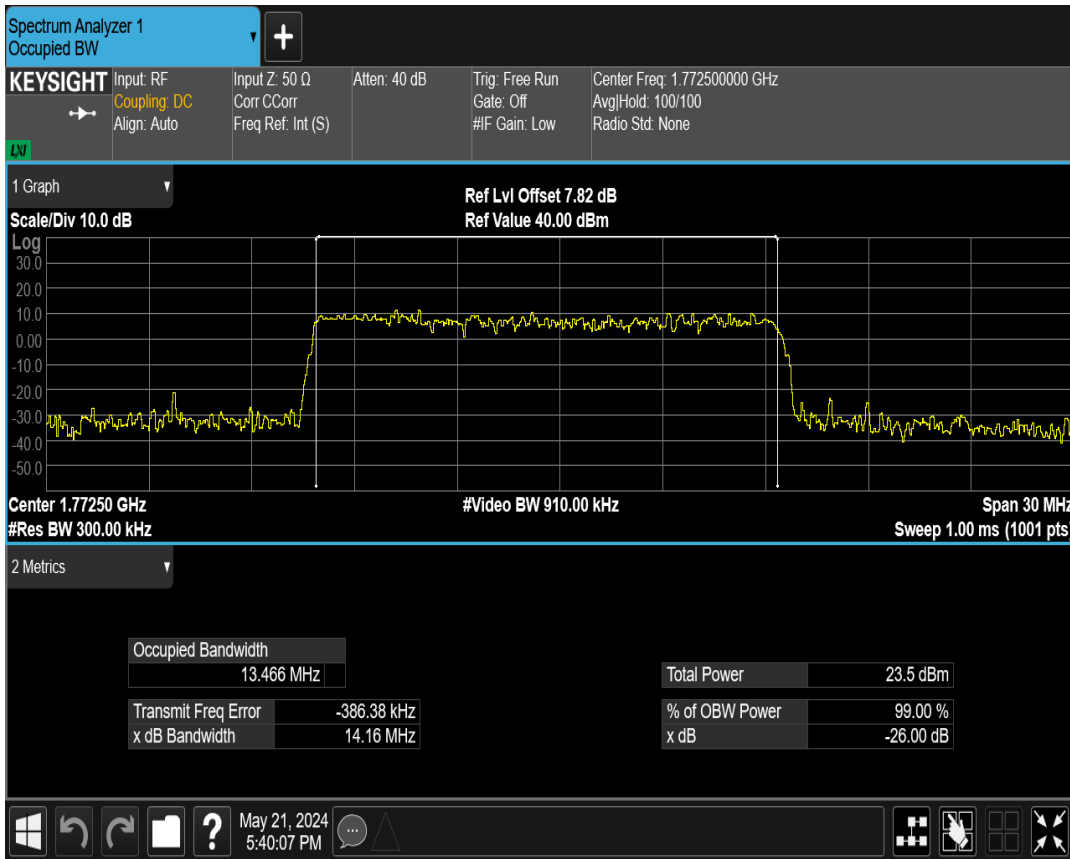 Spectrum Analyzer 1
Occupied BW
+
KEYSIGHT
LXI
Input: RF
Coupling: DC
Align: Auto
Input Z: 50 Ω
Corr CCorr
Freq Ref: Int (S)
Atten: 40 dB
Trig: Free Run
Gate: Off
#IF Gain: Low
Center Freq: 1.772500000 GHz
Avg|Hold: 100/100
Radio Std: None
1 Graph
Ref Lvl Offset 7.82 dB
Scale/Div 10.0 dB
Ref Value 40.00 dBm
Log
30.0
20.0
10.0
0.00
-10.0
-20.0
-30.0
-40.0
-50.0
Center 1.77250 GHz
#Video BW 910.00 kHz
Span 30 MHz
#Res BW 300.00 kHz
Sweep 1.00 ms (1001 pts)
2 Metrics
Occupied Bandwidth
13.466 MHz
Total Power 23.5 dBm
Transmit Freq Error -386.38 kHz
% of OBW Power 99.00 %
x dB Bandwidth 14.16 MHz
x dB -26.00 dB
?
May 21, 2024
5:40:07 PM